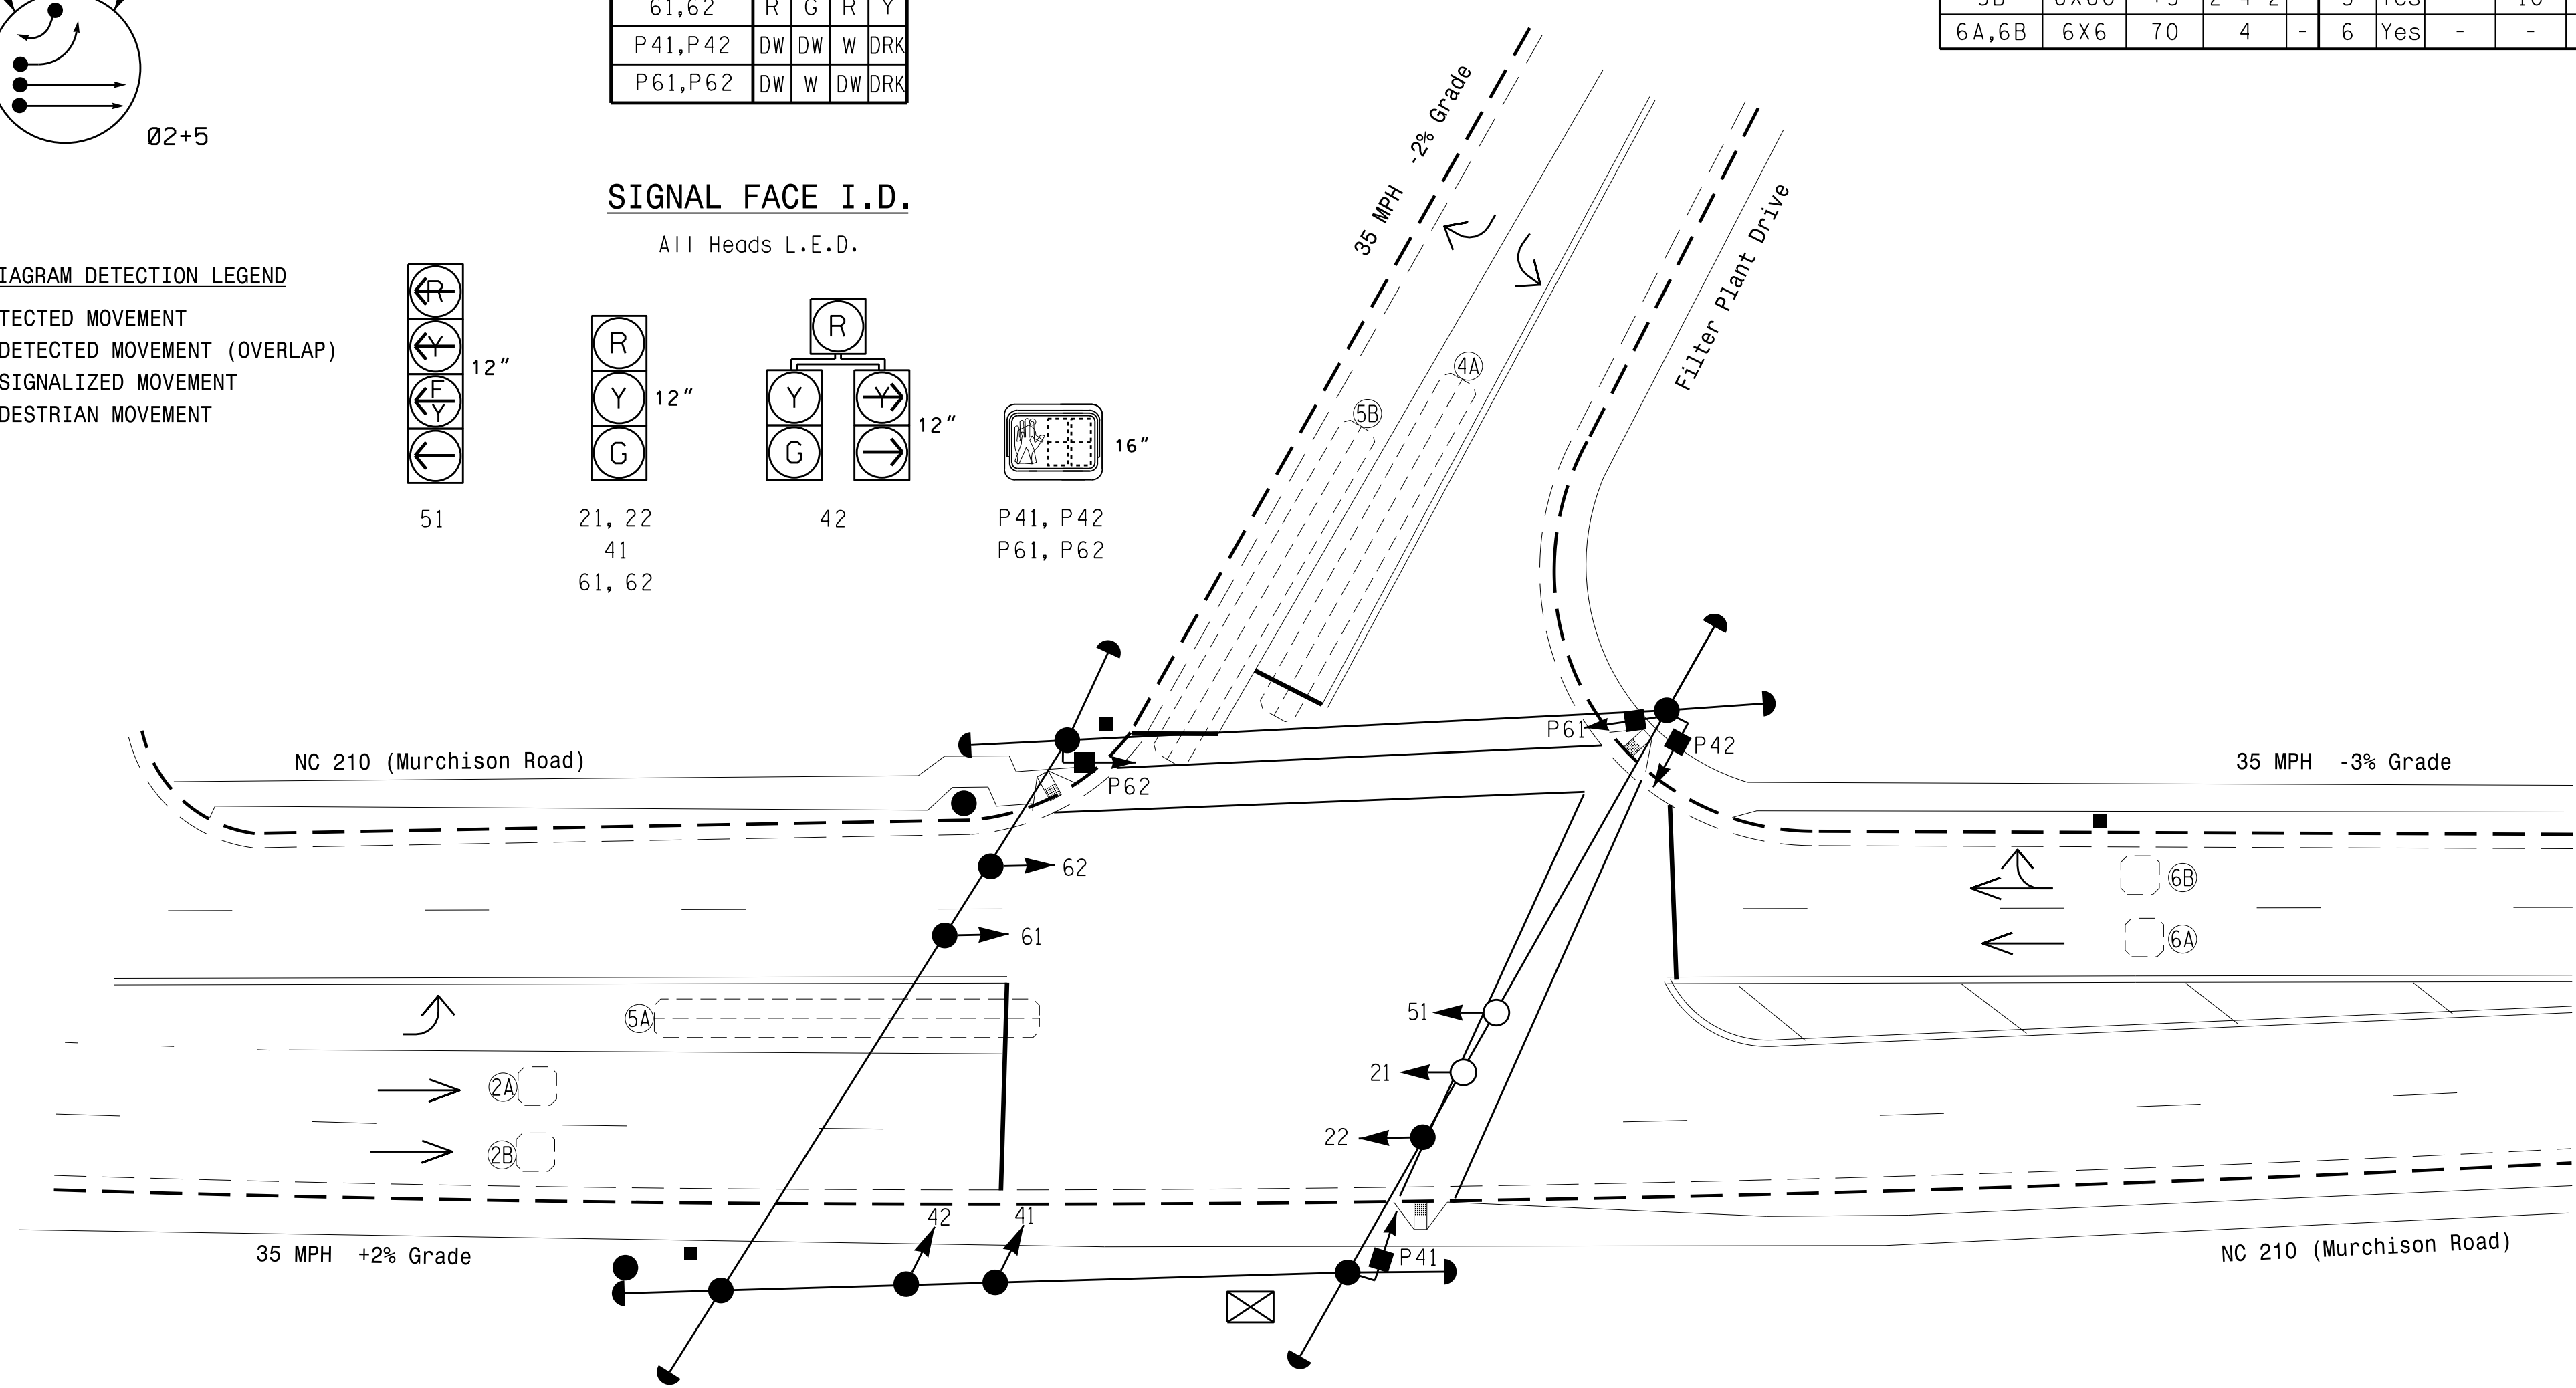 Ø2+5
61,62 R G R Y
P41,P42 DW DW W DRK
P61,P62 DW W DW DRK
6A,6B 6X6 70 4 - 6 Yes - -
SIGNAL FACE I.D.
All Heads L.E.D.
IAGRAM DETECTION LEGEND
TECTED MOVEMENT
DETECTED MOVEMENT (OVERLAP)
SIGNALIZED MOVEMENT
DESTRIAN MOVEMENT
R
Y
F
Y
12"
51
R
Y
G
12"
21, 22
41
61, 62
R
Y Y
G
12"
42
16"
P41, P42
P61, P62
35 MPH -2% Grade
Filter Plant Drive
4A
5B
P61
P42
P62
NC 210 (Murchison Road)
35 MPH -3% Grade
62
61
6B
6A
5A
51
21
22
2A
2B
42
41
P41
35 MPH +2% Grade
NC 210 (Murchison Road)